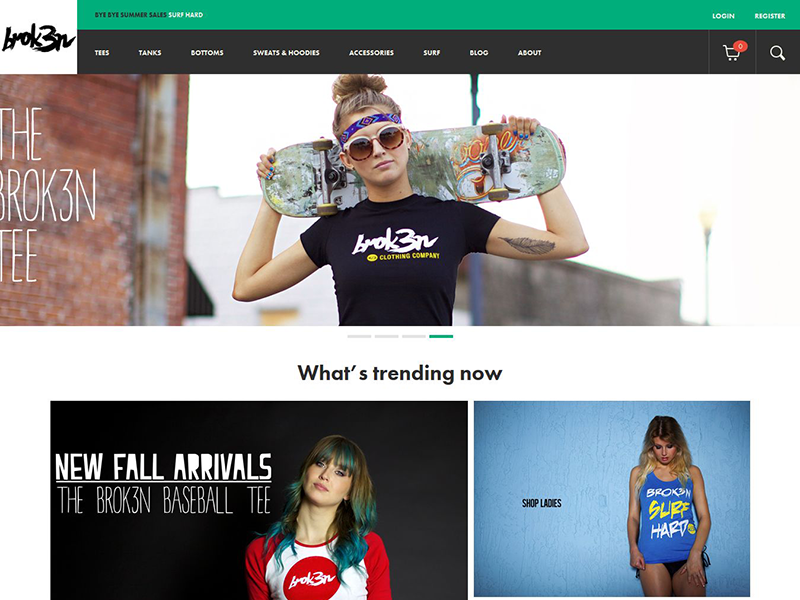 BYE BYE SUMMER SALES SURF HARD
LOGIN
REGISTER
brok3n
TEES
TANKS
BOTTOMS
SWEATS & HOODIES
ACCESSORIES
SURF
BLOG
ABOUT
0
THE
BROK3N
TEE
brok3n
CLOTHING COMPANY
What's trending now
NEW FALL ARRIVALS
THE BROK3N BASEBALL TEE
brok3n
SHOP LADIES
BROK3N
SURF
HARD